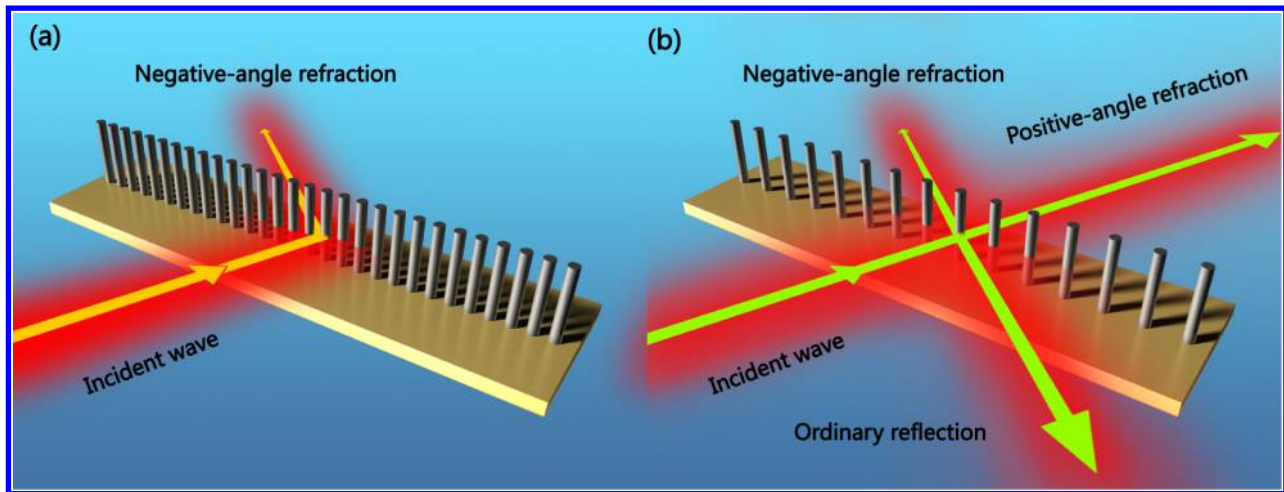 (a)
Negative-angle refraction
Incident wave
(b)
Negative-angle refraction
Positive-angle refraction
Incident wave
Ordinary reflection